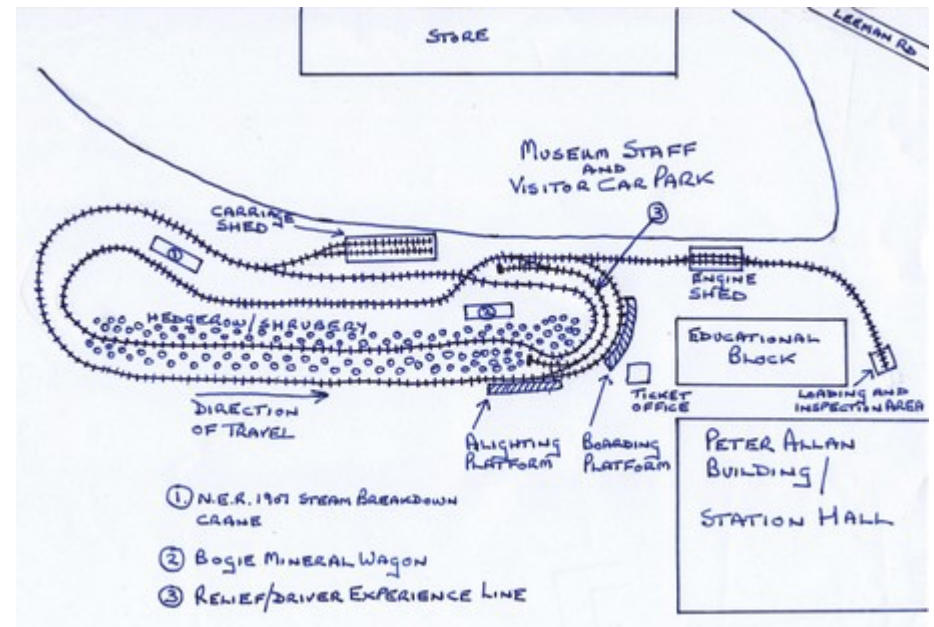 STORE
LEEMAN RD
MUSEUM STAFF
AND
VISITOR CAR PARK
③
CARRIAGE
SHED
①
ENGINE
SHED
②
HEDGEROW/SHRUBERY
EDUCATIONAL
BLOCK
TICKET
OFFICE
LOADING AND
INSPECTION AREA
DIRECTION
OF TRAVEL
ALIGHTING
PLATFORM
BOARDING
PLATFORM
PETER ALLAN
BUILDING/
STATION HALL
① N.E.R. 1907 STEAM BREAKDOWN
CRANE
② BOGIE MINERAL WAGON
③ RELIEF/DRIVER EXPERIENCE LINE